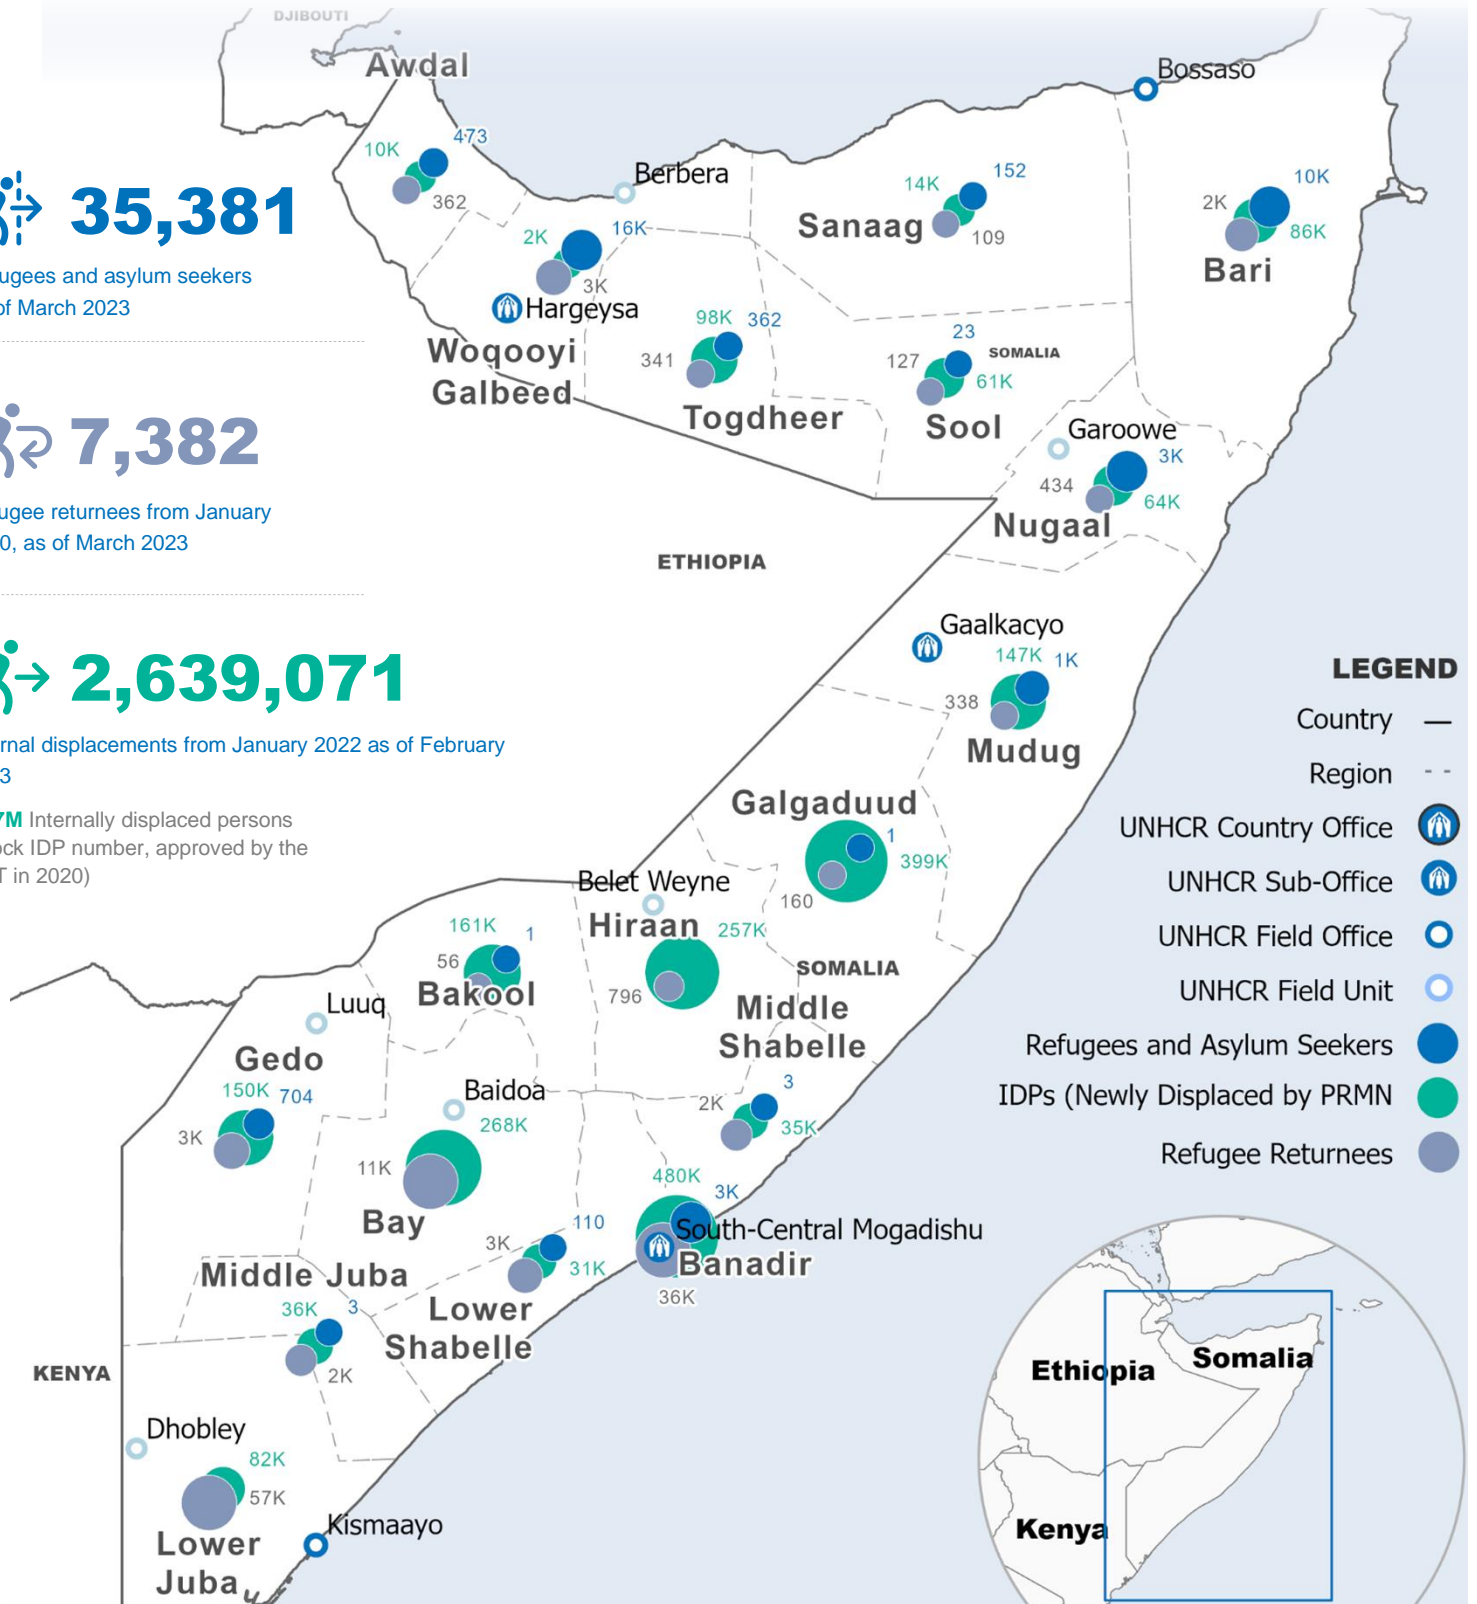 DJIBOUTI
Awdal
10K
473
362
Berbera
Bossaso
35,381
ugees and asylum seekers
of March 2023
2K
16K
3K
Hargeysa
Woqooyi
Galbeed
14K
152
Sanaag
109
10K
2K
86K
Bari
98K
362
341
Togdheer
23
127
SOMALIA
61K
Sool
Garoowe
3K
434
64K
Nugaal
7,382
ugee returnees from January
0, as of March 2023
ETHIOPIA
2,639,071
rnal displacements from January 2022 as of February
3
7M Internally displaced persons
ock IDP number, approved by the
T in 2020)
Gaalkacyo
147K
1K
338
Mudug
Galgaduud
1
399K
160
Belet Weyne
Hiraan
257K
796
SOMALIA
161K
1
56
Bakool
Middle
Shabelle
3
2K
35K
Luuq
Gedo
150K
704
3K
Baidoa
268K
11K
Bay
480K
3K
South-Central Mogadishu
Banadir
36K
110
3K
31K
Lower
Shabelle
Middle Juba
36K
3
2K
KENYA
Dhobley
82K
57K
Lower
Juba
Kismaayo
LEGEND
Country
Region
UNHCR Country Office
UNHCR Sub-Office
UNHCR Field Office
UNHCR Field Unit
Refugees and Asylum Seekers
IDPs (Newly Displaced by PRMN
Refugee Returnees
Ethiopia
Somalia
Kenya